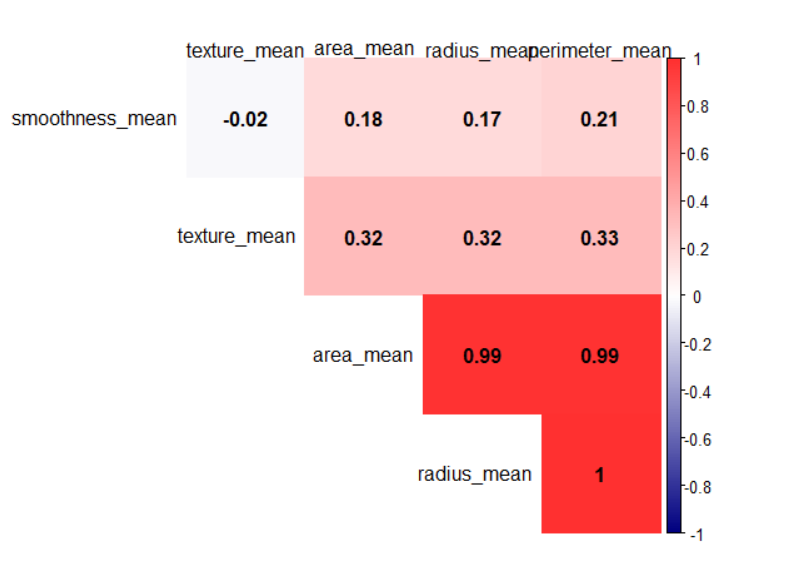 texture_mean area_mean radius_mean perimeter_mean
1
0.8
smoothness_mean -0.02 0.18 0.17 0.21
0.6
0.4
texture_mean 0.32 0.32 0.33
0.2
0
-0.2
area_mean 0.99 0.99
-0.4
-0.6
radius_mean 1
-0.8
-1